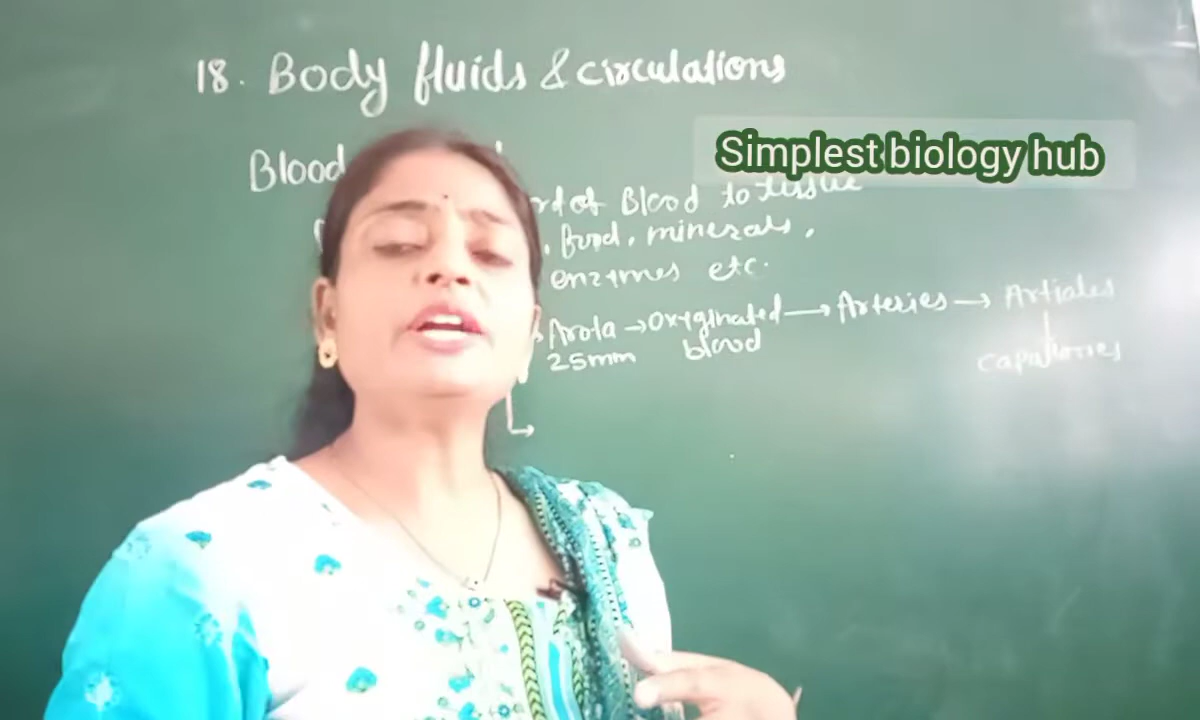 18. Body fluids & circulations
Simplest biology hub
Blood
of Blood to tissue
, food, minerals,
enzymes etc.
Arota → Oxyginated → Arteries → Artioles
25mm blood
capillories